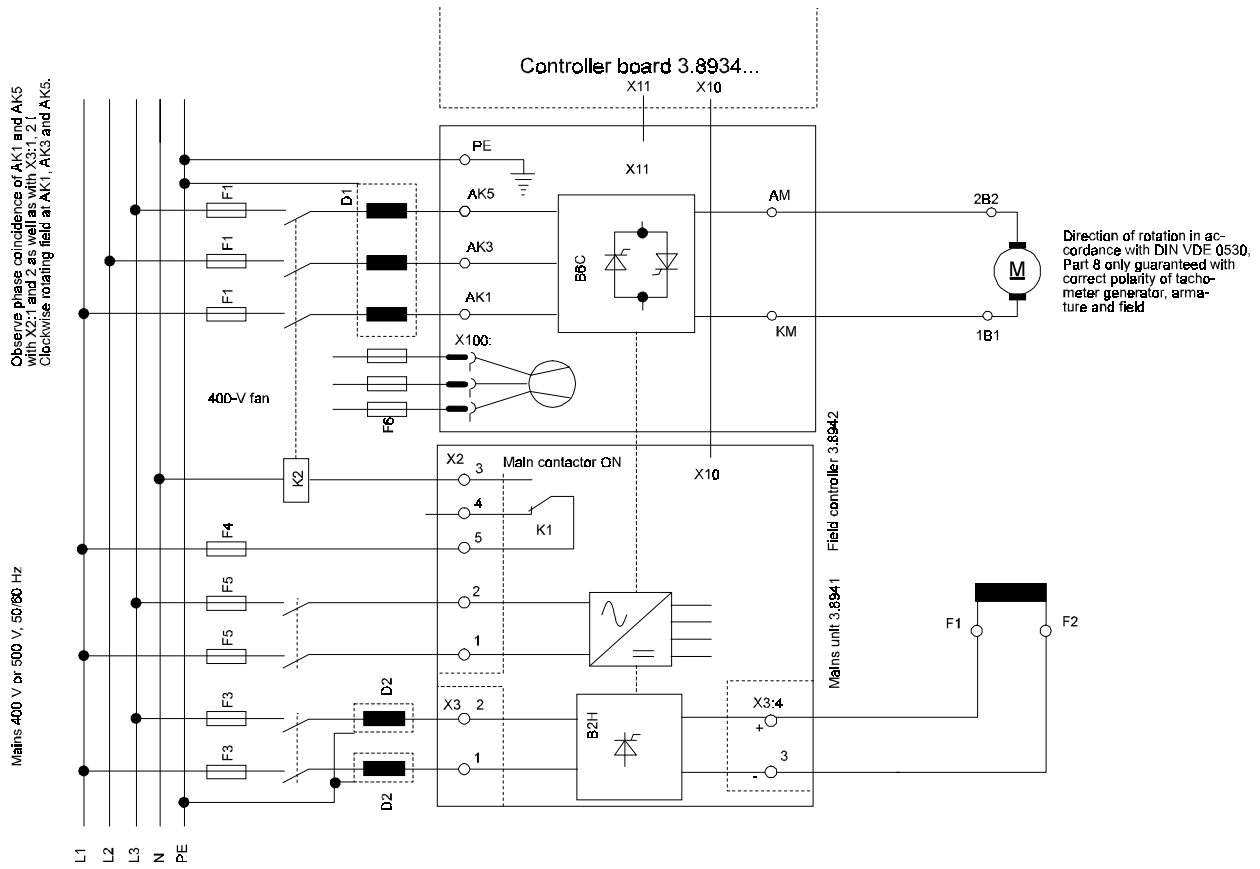 Controller board 3.8934...
X11
X10
Observe phase coincidence of AK1 and AK5
with X2:1 and 2 as well as with X3:1, 2 !
Clockwise rotating field at AK1, AK3 and AK5.
PE
X11
F1
D1
AK5
AM
2B2
F1
AK3
B6C
M
Direction of rotation in ac-
cordance with DIN VDE 0530,
Part 8 only guaranteed with
correct polarity of tacho-
meter generator, arma-
ture and field
F1
AK1
KM
1B1
X100:
400-V fan
F6
Field controller 3.8942
X2
Main contactor ON
X10
K2
3
4
K1
F4
5
Mains 400 V or 500 V, 50/60 Hz
F5
2
Mains unit 3.8941
F5
1
F1
F2
D2
F3
X3
2
B2H
X3:4
+
F3
1
3
-
D2
L1
L2
L3
N
PE